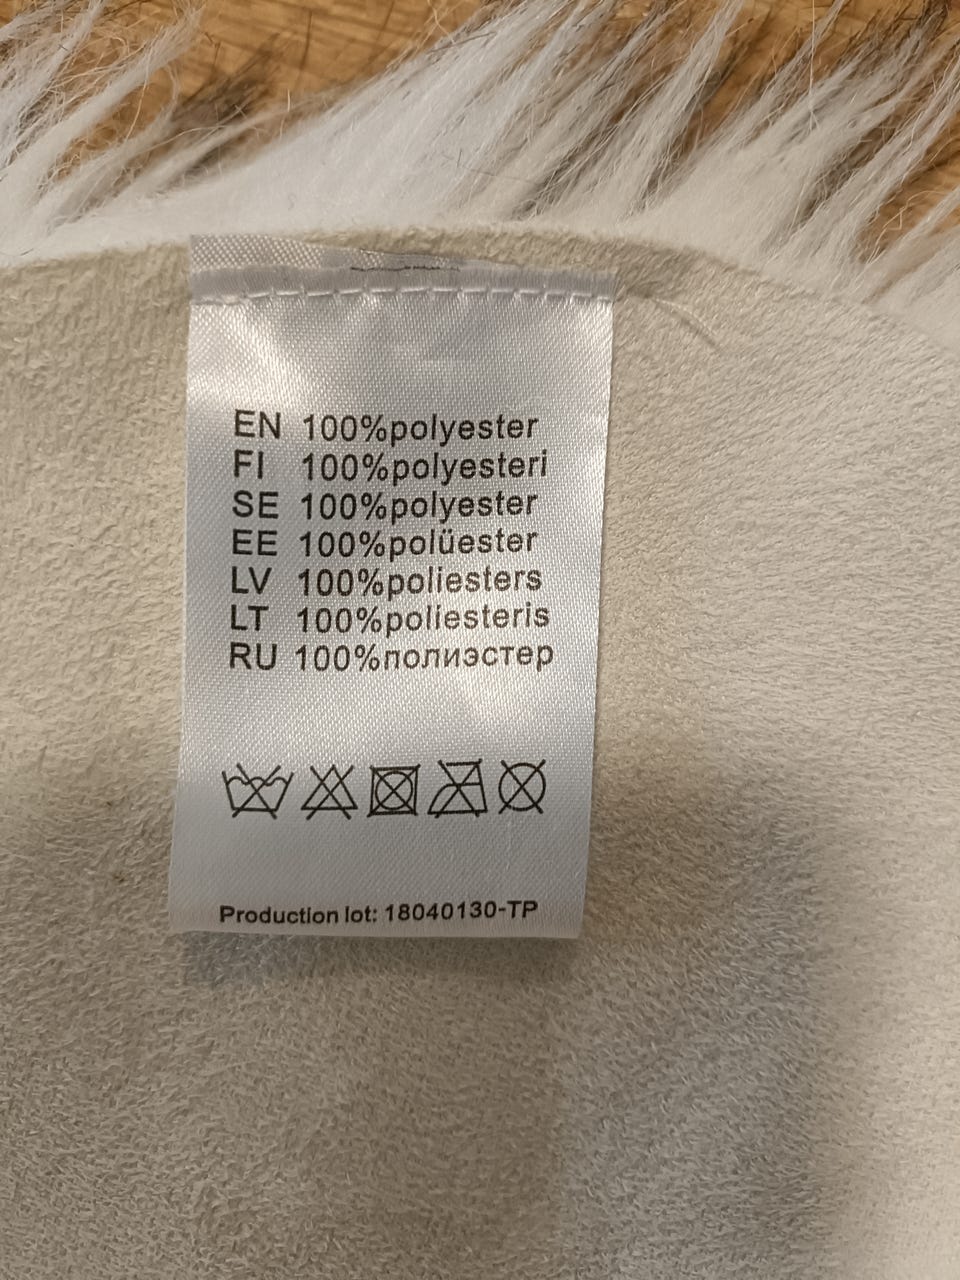 EN 100%polyester
FI 100%polyesteri
SE 100%polyester
EE 100%polüester
LV 100%poliesters
LT 100%poliesteris
RU 100%полиэстер
Production lot: 18040130-TP